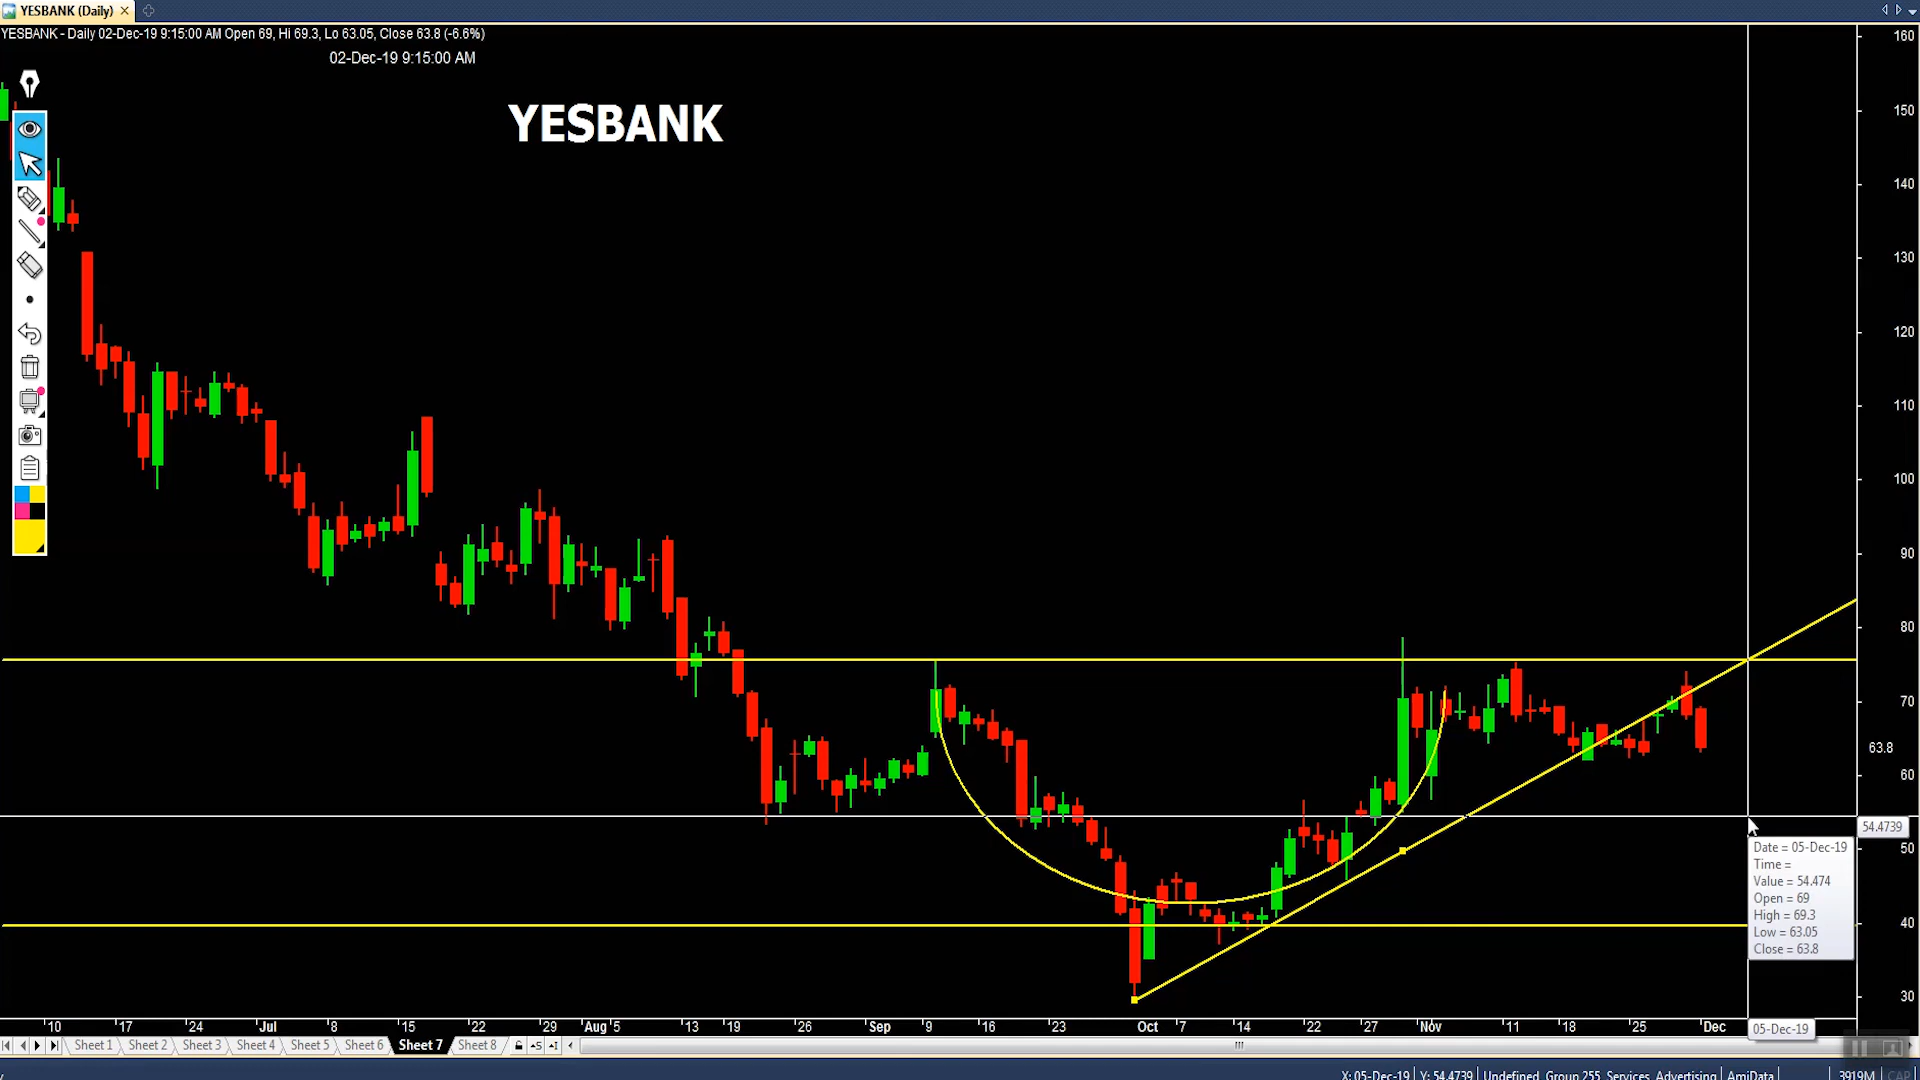 YESBANK (Daily)
YESBANK - Daily 02-Dec-19 9:15:00 AM Open 69, Hi 69.3, Lo 63.05, Close 63.8 (-6.6%)
02-Dec-19 9:15:00 AM
YESBANK
160
150
140
130
120
110
100
90
80
70
63.8
60
54.4739
50
40
30
Date = 05-Dec-19
Time =
Value = 54.474
Open = 69
High = 69.3
Low = 63.05
Close = 63.8
10 17 24 Jul 8 15 22 29 Aug 5 13 19 26 Sep 9 16 23 Oct 7 14 22 27 Nov 11 18 25 Dec 05-Dec-19
Sheet 1 Sheet 2 Sheet 3 Sheet 4 Sheet 5 Sheet 6 Sheet 7 Sheet 8
X: 05-Dec-19 Y: 54.4739 Undefined, Group 255, Services, Advertising AmiData 3919M CAP